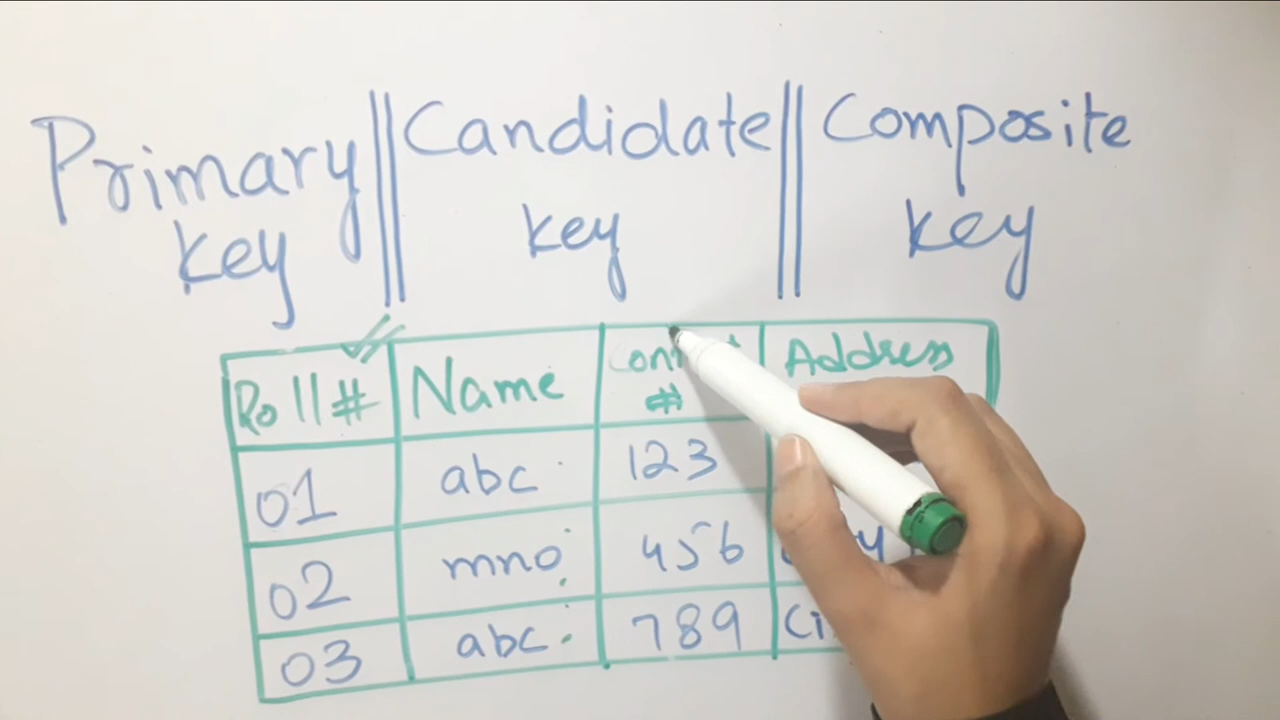 Primary || Candidate || Composite
key key key
Roll # Name Address
#
01 abc 123
02 mno 456
03 abc 789